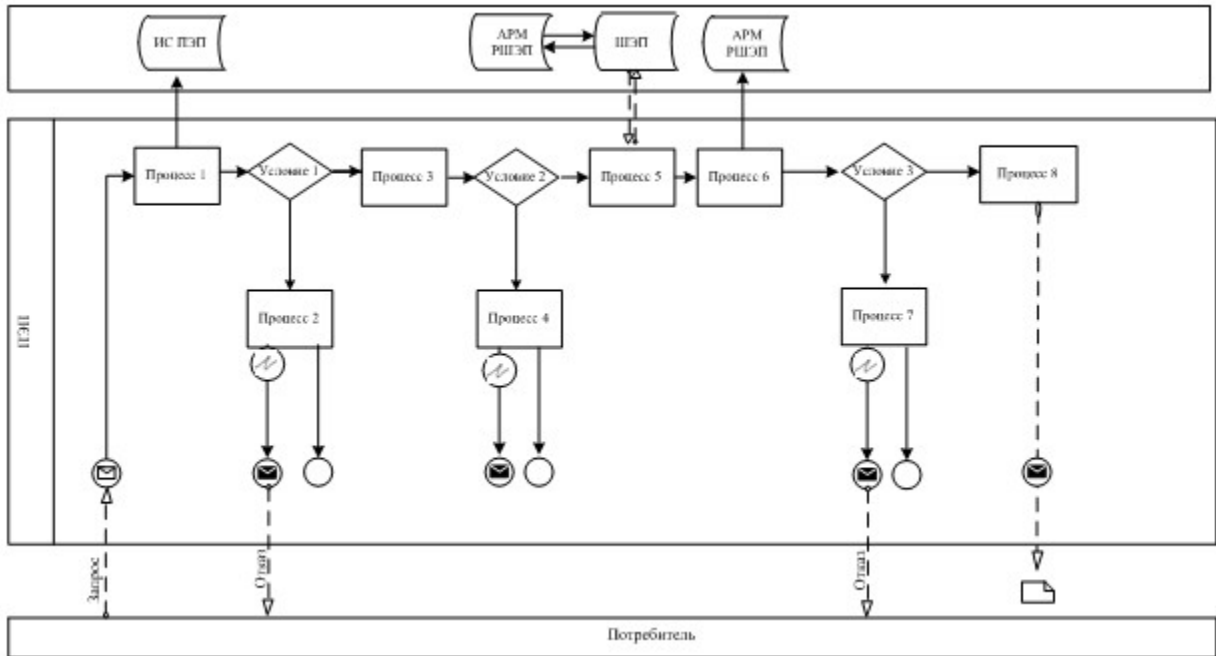 ИС ПЭП
АРМ
РШЭП
ШЭП
АРМ
РШЭП
Процесс 1
Условие 1
Процесс 3
Условие 2
Процесс 5
Процесс 6
Условие 3
Процесс 8
Процесс 2
Процесс 4
Процесс 7
Запрос
Отказ
Отказ
Потребитель